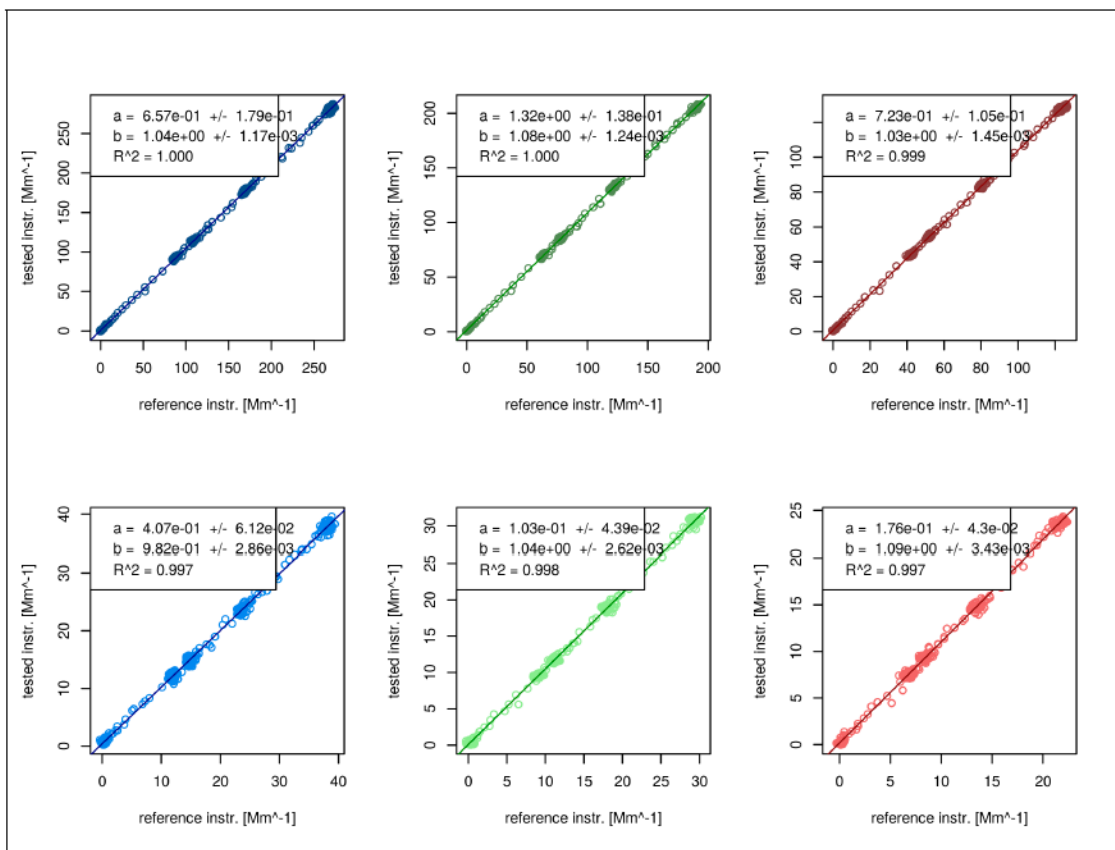 a = 6.57e-01 +/- 1.79e-01
b = 1.04e+00 +/- 1.17e-03
R^2 = 1.000
tested instr. [Mm^-1]
0 50 100 150 200 250
0 50 100 150 200 250
reference instr. [Mm^-1]
a = 1.32e+00 +/- 1.38e-01
b = 1.08e+00 +/- 1.24e-03
R^2 = 1.000
tested instr. [Mm^-1]
0 50 100 150 200
0 50 100 150 200
reference instr. [Mm^-1]
a = 7.23e-01 +/- 1.05e-01
b = 1.03e+00 +/- 1.45e-03
R^2 = 0.999
tested instr. [Mm^-1]
0 20 40 60 80 100
0 20 40 60 80 100
reference instr. [Mm^-1]
a = 4.07e-01 +/- 6.12e-02
b = 9.82e-01 +/- 2.86e-03
R^2 = 0.997
tested instr. [Mm^-1]
0 10 20 30 40
0 10 20 30 40
reference instr. [Mm^-1]
a = 1.03e-01 +/- 4.39e-02
b = 1.04e+00 +/- 2.62e-03
R^2 = 0.998
tested instr. [Mm^-1]
0 5 10 15 20 25 30
0 5 10 15 20 25 30
reference instr. [Mm^-1]
a = 1.76e-01 +/- 4.3e-02
b = 1.09e+00 +/- 3.43e-03
R^2 = 0.997
tested instr. [Mm^-1]
0 5 10 15 20 25
0 5 10 15 20
reference instr. [Mm^-1]